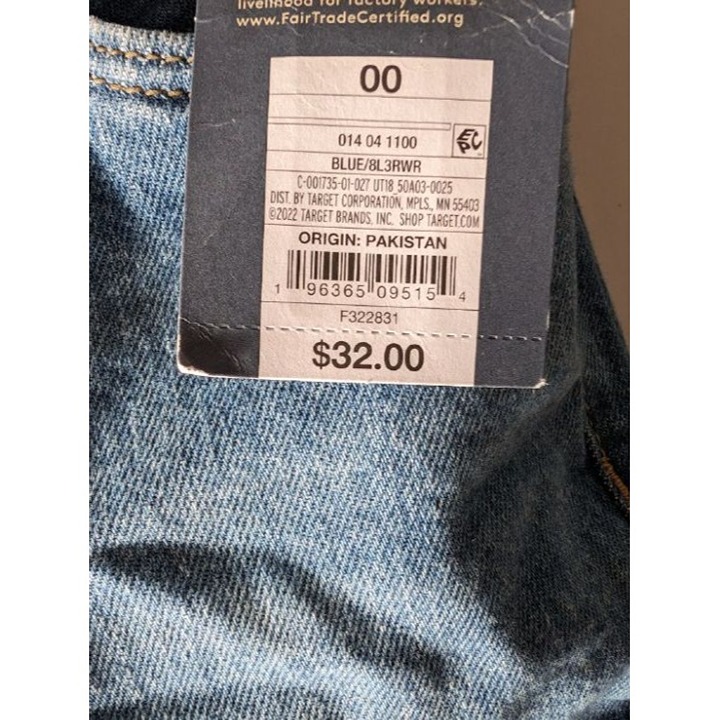 livelihood for factory workers.
www.FairTradeCertified.org
00
014 04 1100
EPC
BLUE/8L3RWR
C-001735-01-027 UT18 50A03-0025
DIST. BY TARGET CORPORATION, MPLS., MN 55403
©2022 TARGET BRANDS, INC. SHOP TARGET.COM
ORIGIN: PAKISTAN
1 96365 09515 4
F322831
$32.00